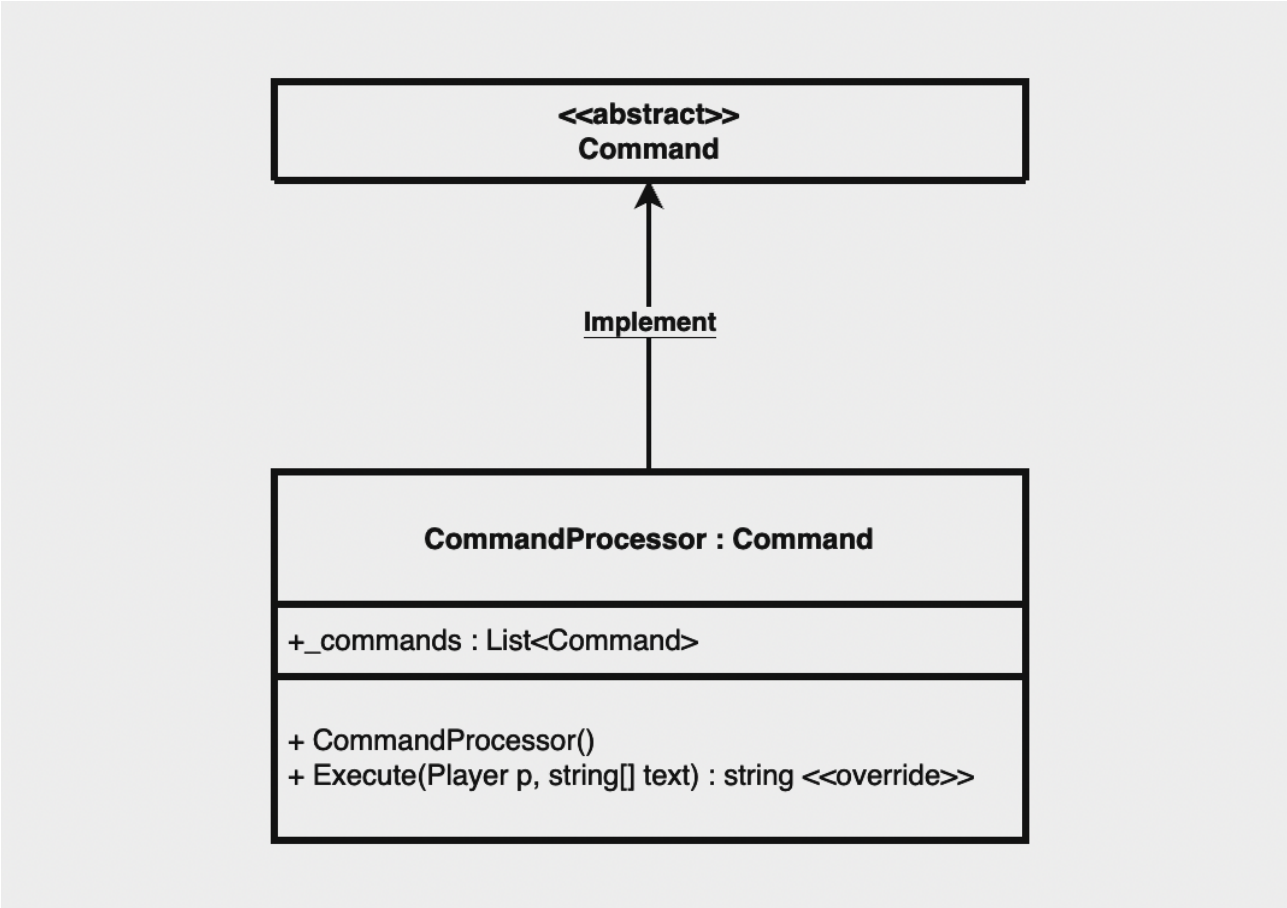 <<abstract>>
Command
Implement
CommandProcessor : Command
+_commands : List<Command>
+ CommandProcessor()
+ Execute(Player p, string[] text) : string <<override>>